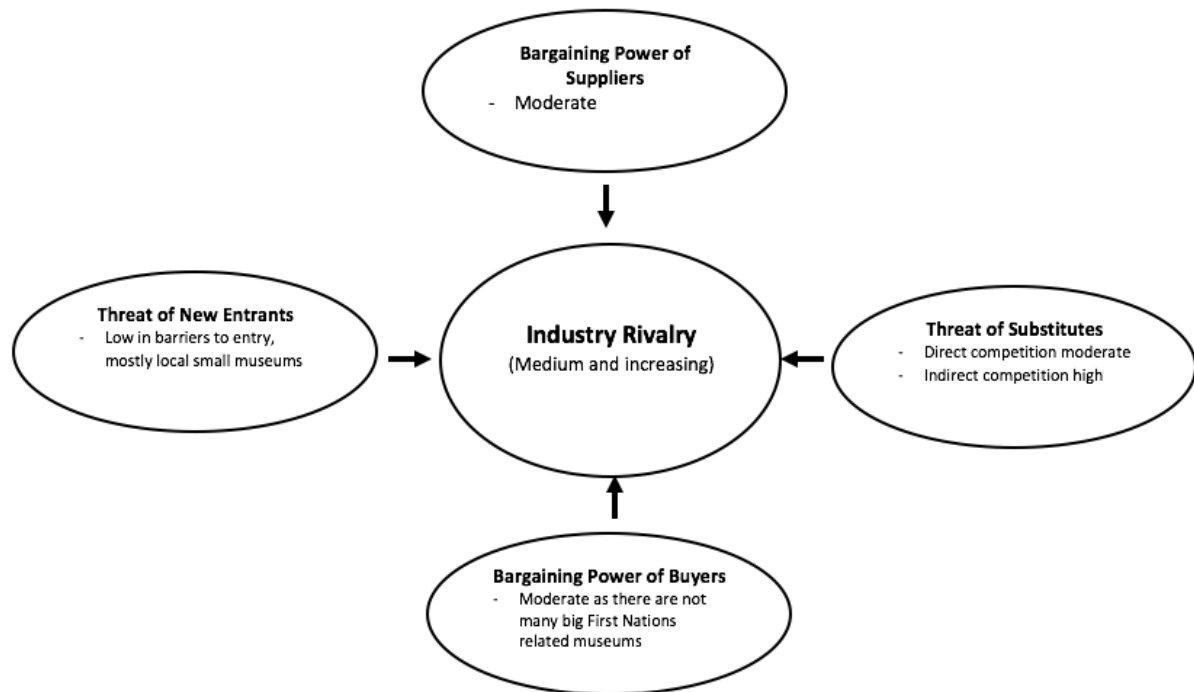 Bargaining Power of
Suppliers
- Moderate
Threat of New Entrants
- Low in barriers to entry,
mostly local small museums
Industry Rivalry
(Medium and increasing)
Threat of Substitutes
- Direct competition moderate
- Indirect competition high
Bargaining Power of Buyers
- Moderate as there are not
many big First Nations
related museums